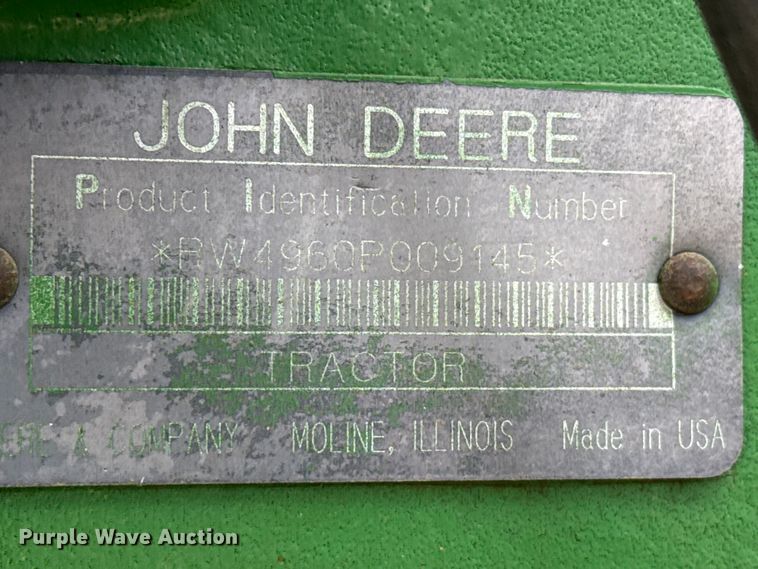 JOHN DEERE
Product Identification Number
*RW4960P009145*
TRACTOR
& COMPANY MOLINE, ILLINOIS Made in USA
Purple Wave Auction